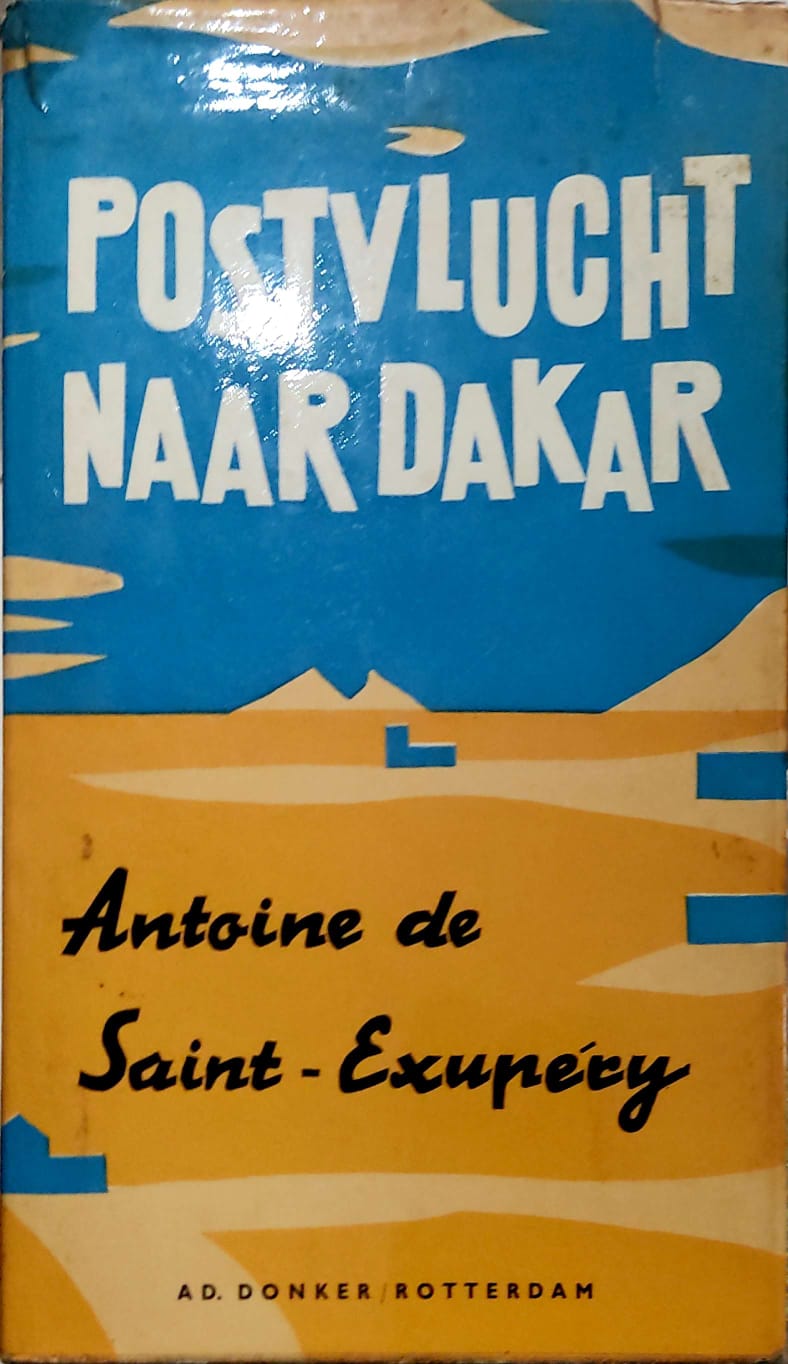 POSTVLUCHT
NAAR DAKAR
Antoine de
Saint-Exupéry
AD. DONKER/ROTTERDAM